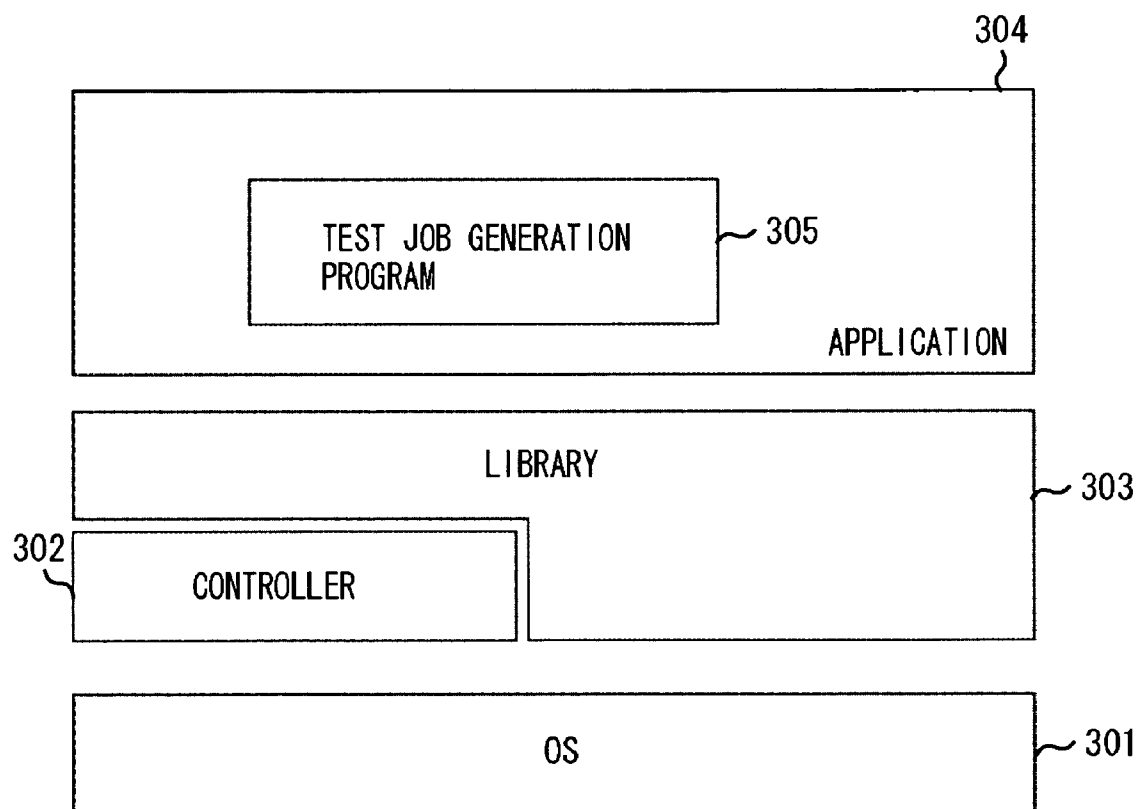 304
TEST JOB GENERATION
PROGRAM
305
APPLICATION
LIBRARY
303
302
CONTROLLER
OS
301